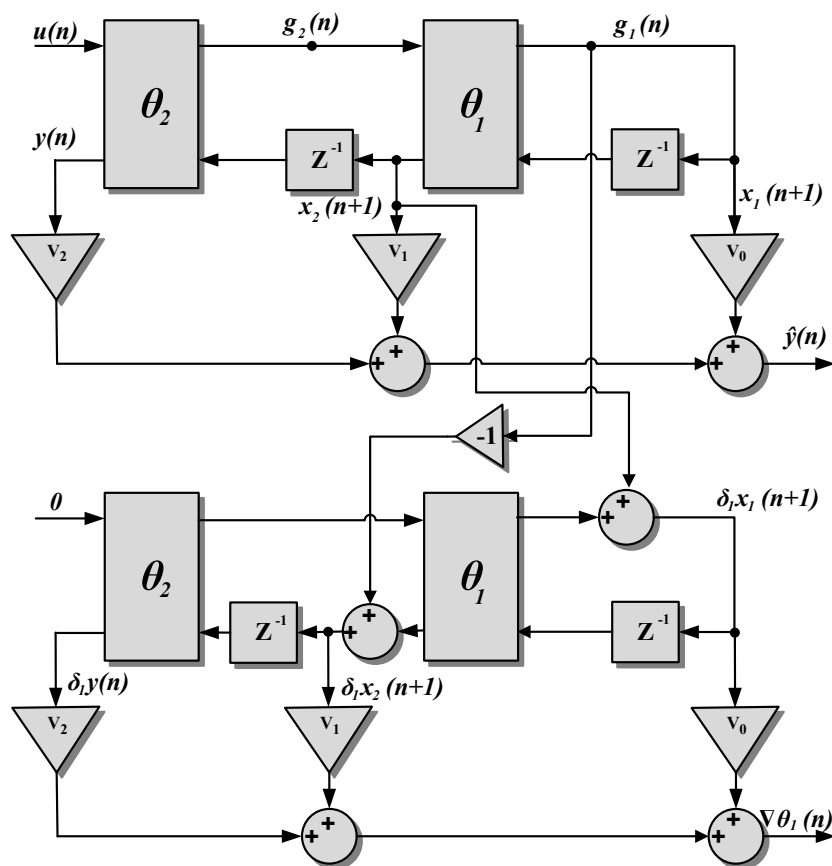 u(n)
g₂(n)
g₁(n)
θ₂
θ₁
y(n)
Z⁻¹
Z⁻¹
x₂(n+1)
x₁(n+1)
V₂
V₁
V₀
+ +
+ +
ŷ(n)
-1
0
δ₁x₁(n+1)
+ +
θ₂
θ₁
Z⁻¹
+ +
Z⁻¹
δ₁y(n)
δ₁x₂(n+1)
V₂
V₁
V₀
+ +
+ +
∇θ₁(n)